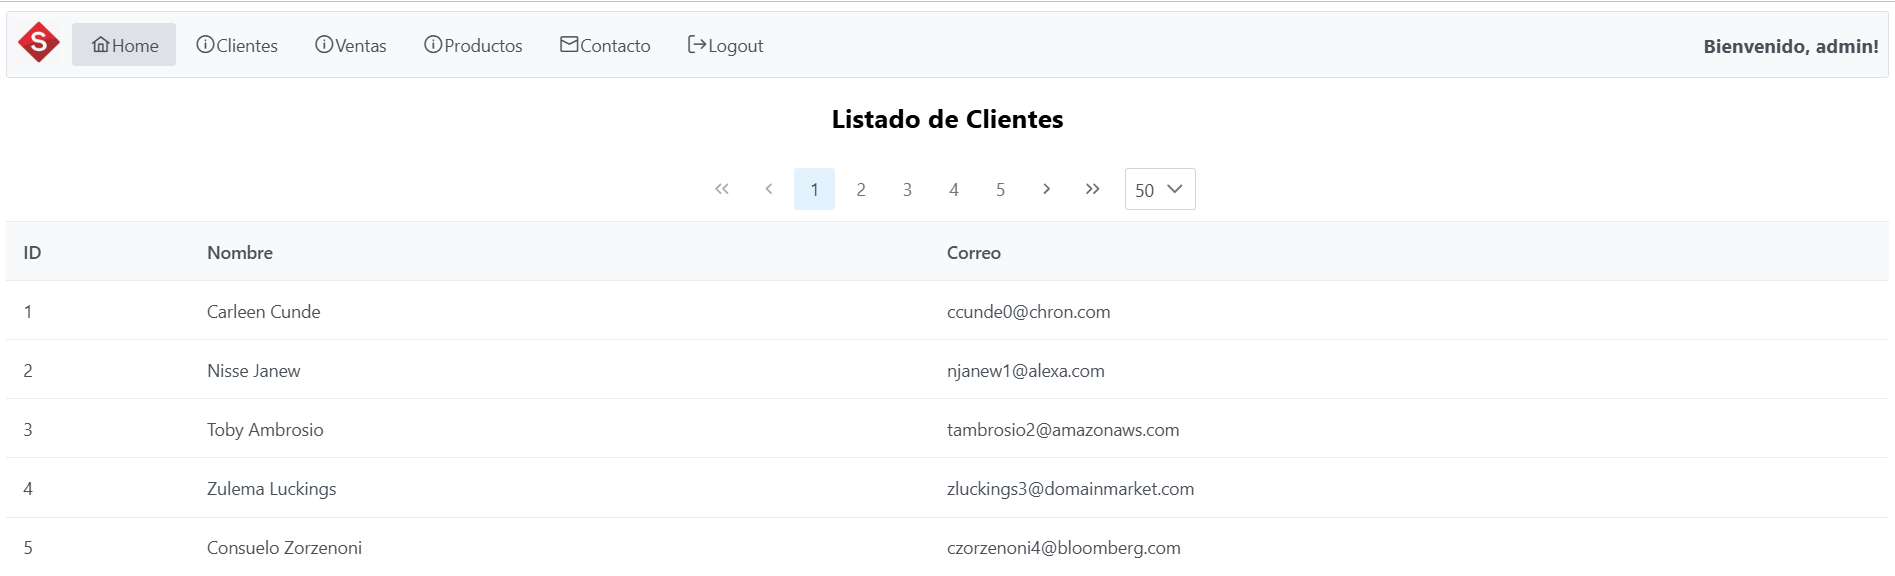 S Home Clientes Ventas Productos Contacto Logout Bienvenido, admin!
Listado de Clientes
1 2 3 4 5 50
ID Nombre Correo
1 Carleen Cunde ccunde0@chron.com
2 Nisse Janew njanew1@alexa.com
3 Toby Ambrosio tambrosio2@amazonaws.com
4 Zulema Luckings zluckings3@domainmarket.com
5 Consuelo Zorzenoni czorzenoni4@bloomberg.com